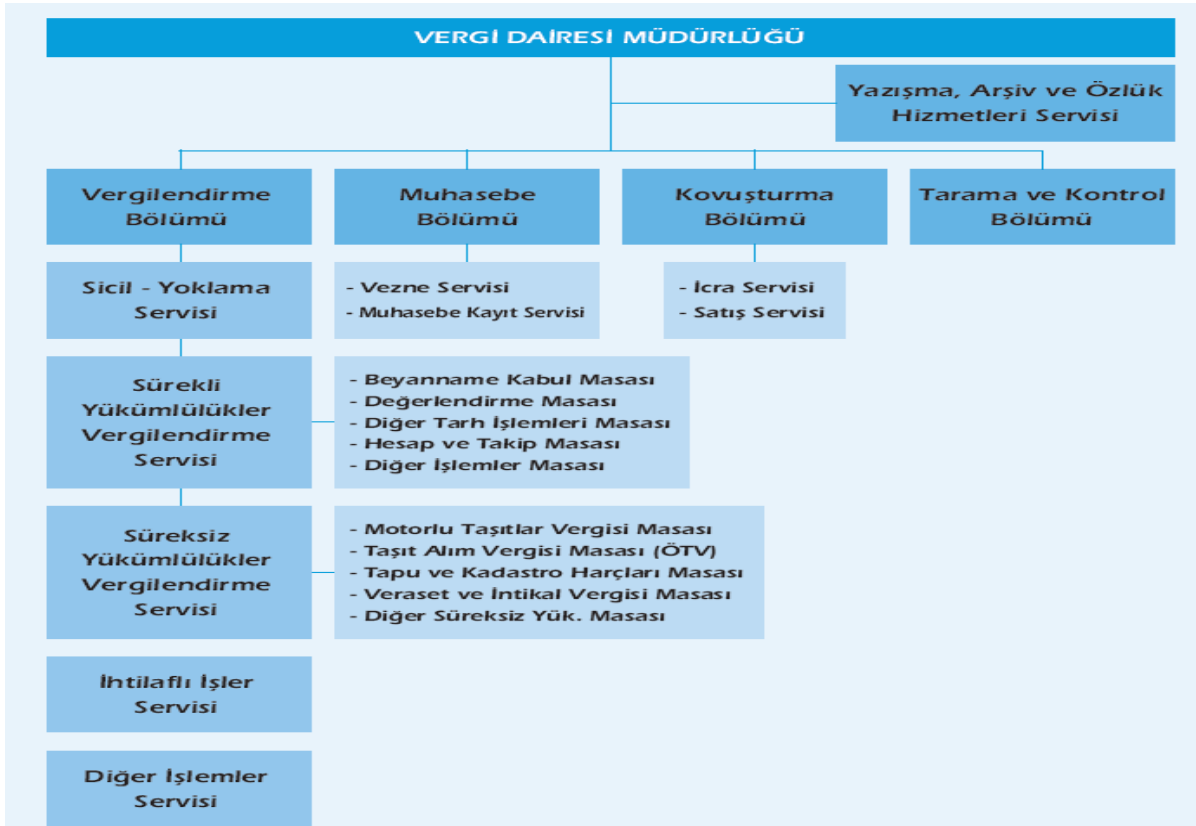 VERGİ DAİRESİ MÜDÜRLÜĞÜ
Yazışma, Arşiv ve Özlük
Hizmetleri Servisi
Vergilendirme
Bölümü
Muhasebe
Bölümü
Kovuşturma
Bölümü
Tarama ve Kontrol
Bölümü
Sicil - Yoklama
Servisi
- Vezne Servisi
- Muhasebe Kayıt Servisi
- İcra Servisi
- Satış Servisi
Sürekli
Yükümlülükler
Vergilendirme
Servisi
- Beyanname Kabul Masası
- Değerlendirme Masası
- Diğer Tarh İşlemleri Masası
- Hesap ve Takip Masası
- Diğer İşlemler Masası
Süreksiz
Yükümlülükler
Vergilendirme
Servisi
- Motorlu Taşıtlar Vergisi Masası
- Taşıt Alım Vergisi Masası (ÖTV)
- Tapu ve Kadastro Harçları Masası
- Veraset ve İntikal Vergisi Masası
- Diğer Süreksiz Yük. Masası
İhtilaflı İşler
Servisi
Diğer İşlemler
Servisi